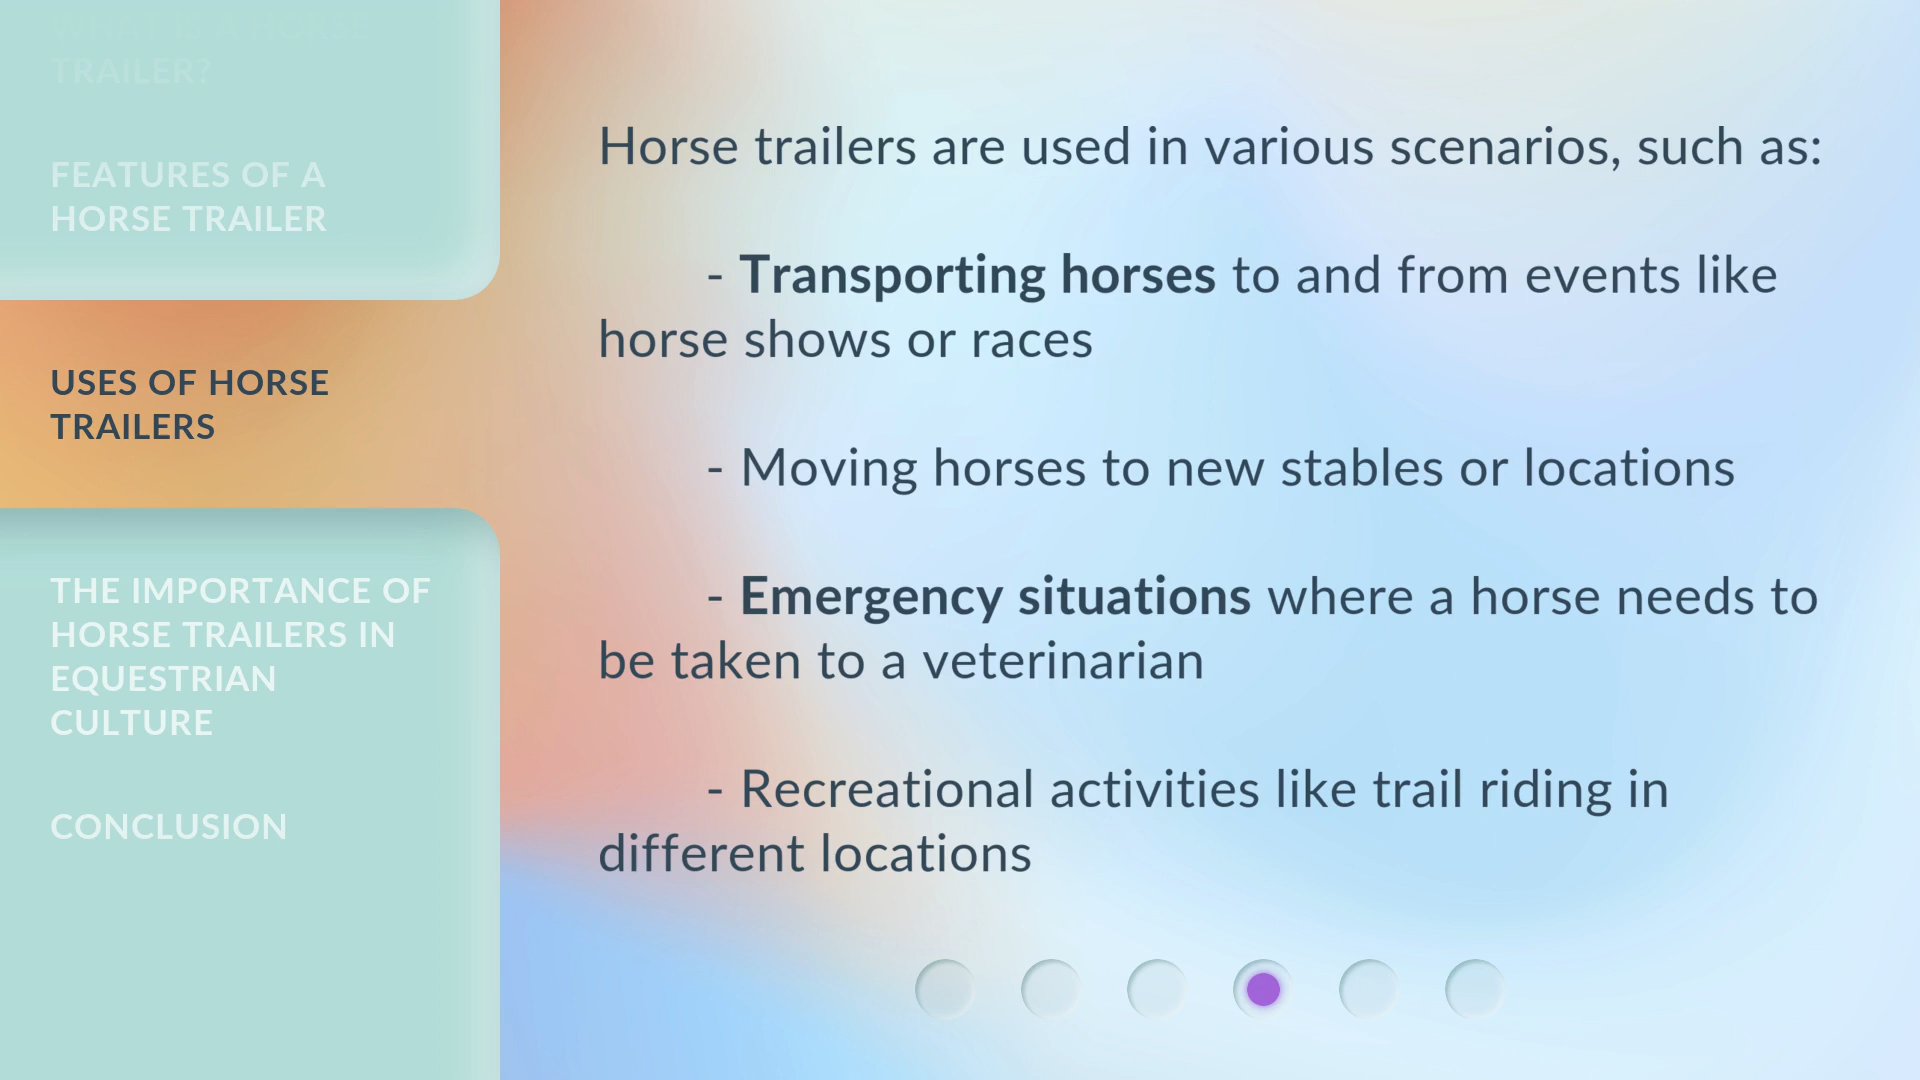 WHAT IS A HORSE
TRAILER?
FEATURES OF A
HORSE TRAILER
USES OF HORSE
TRAILERS
THE IMPORTANCE OF
HORSE TRAILERS IN
EQUESTRIAN
CULTURE
CONCLUSION
Horse trailers are used in various scenarios, such as:
- Transporting horses to and from events like
horse shows or races
- Moving horses to new stables or locations
- Emergency situations where a horse needs to
be taken to a veterinarian
- Recreational activities like trail riding in
different locations